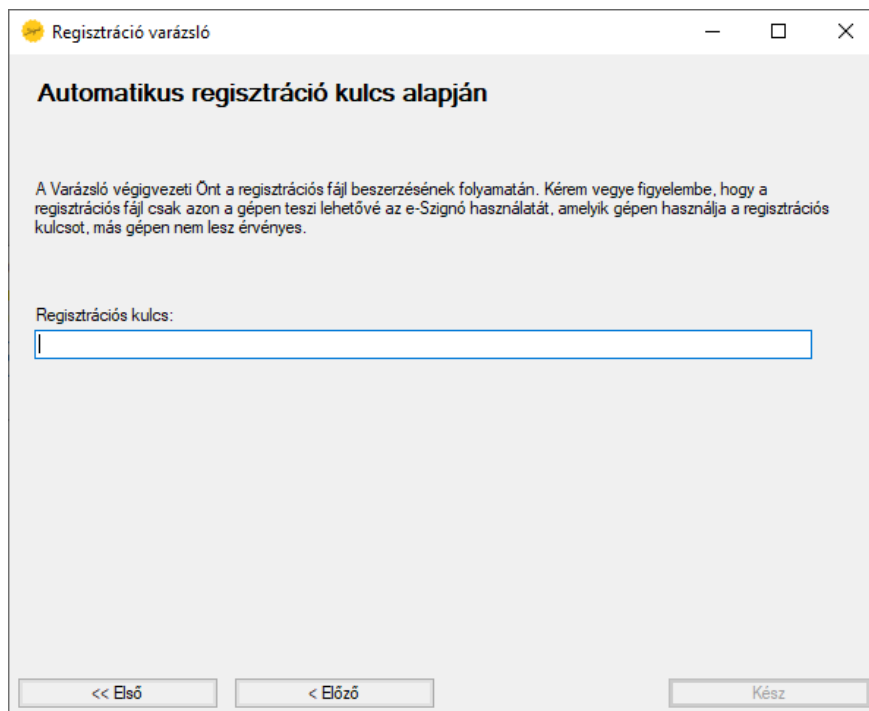 Regisztráció varázsló
Automatikus regisztráció kulcs alapján
A Varázsló végigvezeti Önt a regisztrációs fájl beszerzésének folyamatán. Kérem vegye figyelembe, hogy a
regisztrációs fájl csak azon a gépen teszi lehetővé az e-Szignó használatát, amelyik gépen használja a regisztrációs
kulcsot, más gépen nem lesz érvényes.
Regisztrációs kulcs:
<< Első
< Előző
Kész